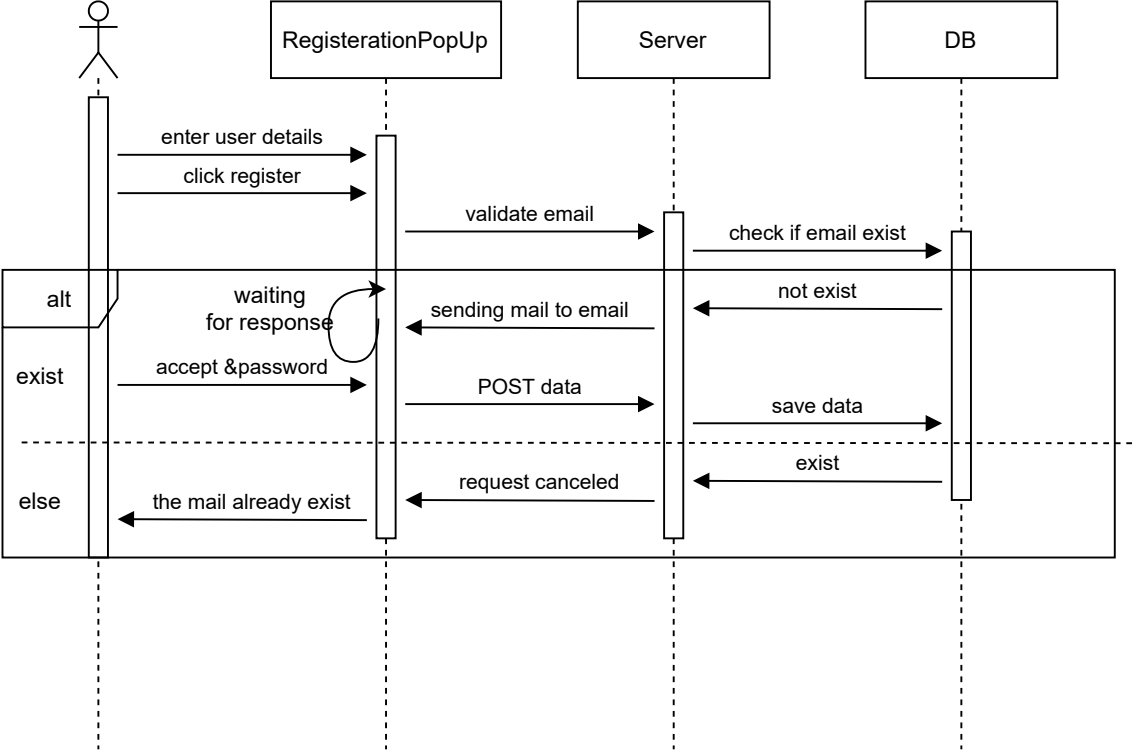 RegisterationPopUp
Server
DB
enter user details
click register
validate email
check if email exist
alt
waiting
for response
not exist
sending mail to email
exist
accept &password
POST data
save data
exist
request canceled
else
the mail already exist